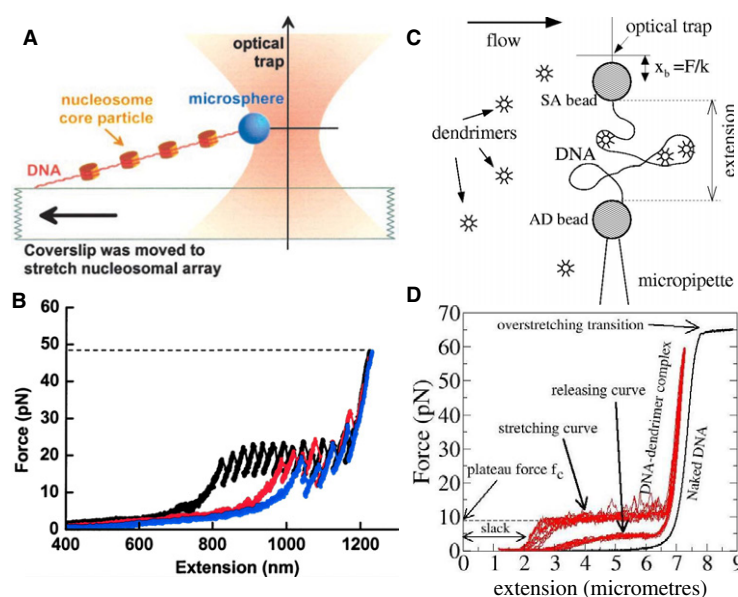 A
optical
trap
nucleosome
core particle
microsphere
DNA
Coverslip was moved to
stretch nucleosomal array
B
Force (pN)
60
50
40
30
20
10
0
400
600
800
1000
1200
Extension (nm)
C
flow
optical trap
x_b =F/k
SA bead
dendrimers
DNA
extension
AD bead
micropipette
D
Force (pN)
70
65
60
50
40
30
20
10
0
overstretching transition
releasing curve
stretching curve
plateau force f_c
slack
DNA-dendrimer complex
Naked DNA
0 1 2 3 4 5 6 7 8 9
extension (micrometres)